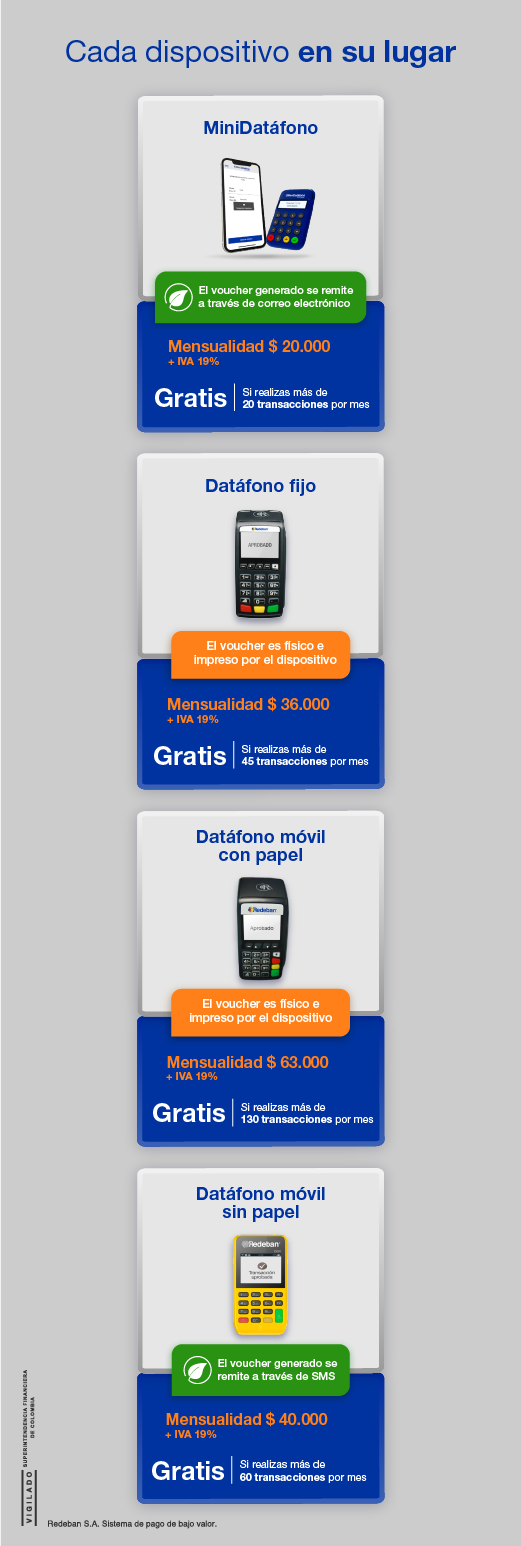 Cada dispositivo en su lugar
MiniDatáfono
El voucher generado se remite
a través de correo electrónico
Mensualidad $ 20.000
+ IVA 19%
Gratis
Si realizas más de
20 transacciones por mes
Datáfono fijo
Redeban
APROBADO
El voucher es físico e
impreso por el dispositivo
Mensualidad $ 36.000
+ IVA 19%
Gratis
Si realizas más de
45 transacciones por mes
Datáfono móvil
con papel
Redeban
Aprobado
El voucher es físico e
impreso por el dispositivo
Mensualidad $ 63.000
+ IVA 19%
Gratis
Si realizas más de
130 transacciones por mes
Datáfono móvil
sin papel
Redeban
Transacción
aprobada
El voucher generado se
remite a través de SMS
Mensualidad $ 40.000
+ IVA 19%
Gratis
Si realizas más de
60 transacciones por mes
VIGILADO
SUPERINTENDENCIA FINANCIERA
DE COLOMBIA
Redeban S.A. Sistema de pago de bajo valor.